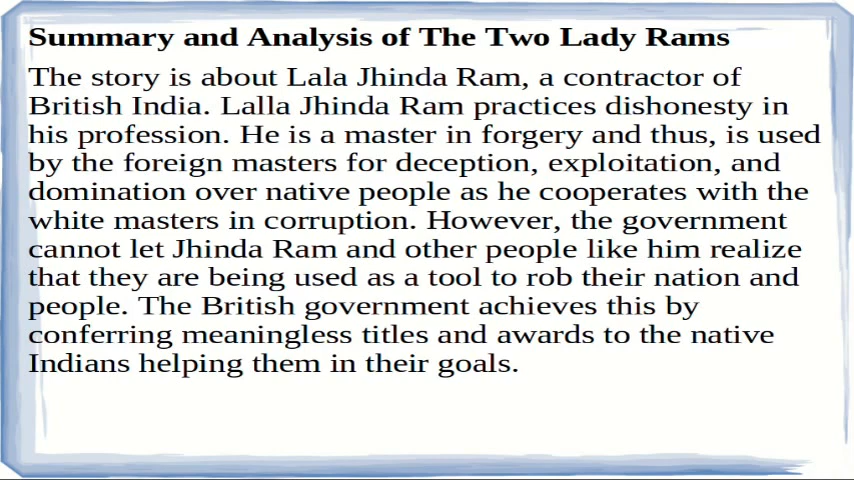 Summary and Analysis of The Two Lady Rams
The story is about Lala Jhinda Ram, a contractor of
British India. Lalla Jhinda Ram practices dishonesty in
his profession. He is a master in forgery and thus, is used
by the foreign masters for deception, exploitation, and
domination over native people as he cooperates with the
white masters in corruption. However, the government
cannot let Jhinda Ram and other people like him realize
that they are being used as a tool to rob their nation and
people. The British government achieves this by
conferring meaningless titles and awards to the native
Indians helping them in their goals.